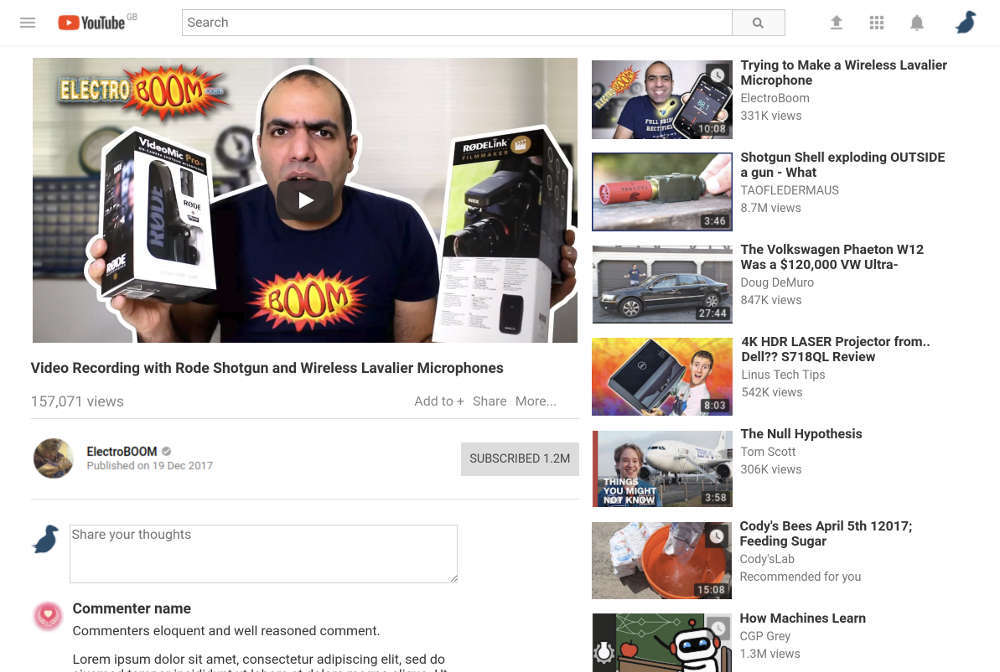 YouTube GB
Search
ELECTRO BOOM
VideoMic Pro+
RØDE
RØDE
RØDE
RØDELink
FILMMAKER
BOOM
Video Recording with Rode Shotgun and Wireless Lavalier Microphones
157,071 views
Add to + Share More...
ElectroBOOM
Published on 19 Dec 2017
SUBSCRIBED 1.2M
Share your thoughts
Commenter name
Commenters eloquent and well reasoned comment.
Lorem ipsum dolor sit amet, consectetur adipiscing elit, sed do
10:08
Trying to Make a Wireless Lavalier
Microphone
ElectroBoom
331K views
3:46
Shotgun Shell exploding OUTSIDE
a gun - What
TAOFLEDERMAUS
8.7M views
27:44
The Volkswagen Phaeton W12
Was a $120,000 VW Ultra-
Doug DeMuro
847K views
8:03
4K HDR LASER Projector from..
Dell?? S718QL Review
Linus Tech Tips
542K views
THINGS
YOU MIGHT
NOT KNOW
3:58
The Null Hypothesis
Tom Scott
306K views
15:08
Cody's Bees April 5th 12017;
Feeding Sugar
Cody'sLab
Recommended for you
How Machines Learn
CGP Grey
1.3M views